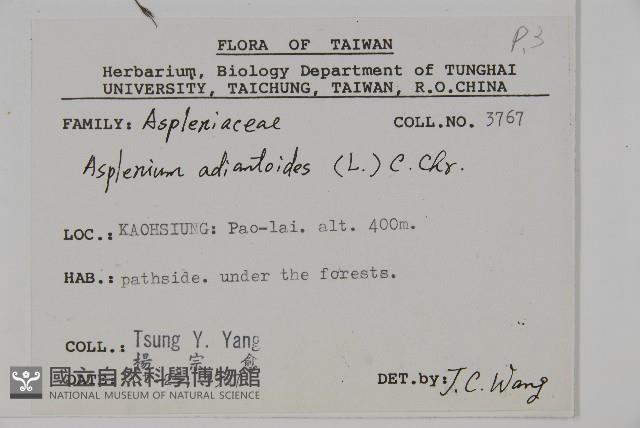 P.3
FLORA OF TAIWAN
Herbarium, Biology Department of TUNGHAI
UNIVERSITY, TAICHUNG, TAIWAN, R.O.CHINA
FAMILY: Aspleniaceae COLL.NO. 3767
Asplenium adiantoides (L.) C. Chr.
LOC.: KAOHSIUNG: Pao-lai. alt. 400m.
HAB.: pathside. under the forests.
COLL.: Tsung Y. Yang
楊宗愈
DATE: DET.by: J.C. Wang
國立自然科學博物館
NATIONAL MUSEUM OF NATURAL SCIENCE